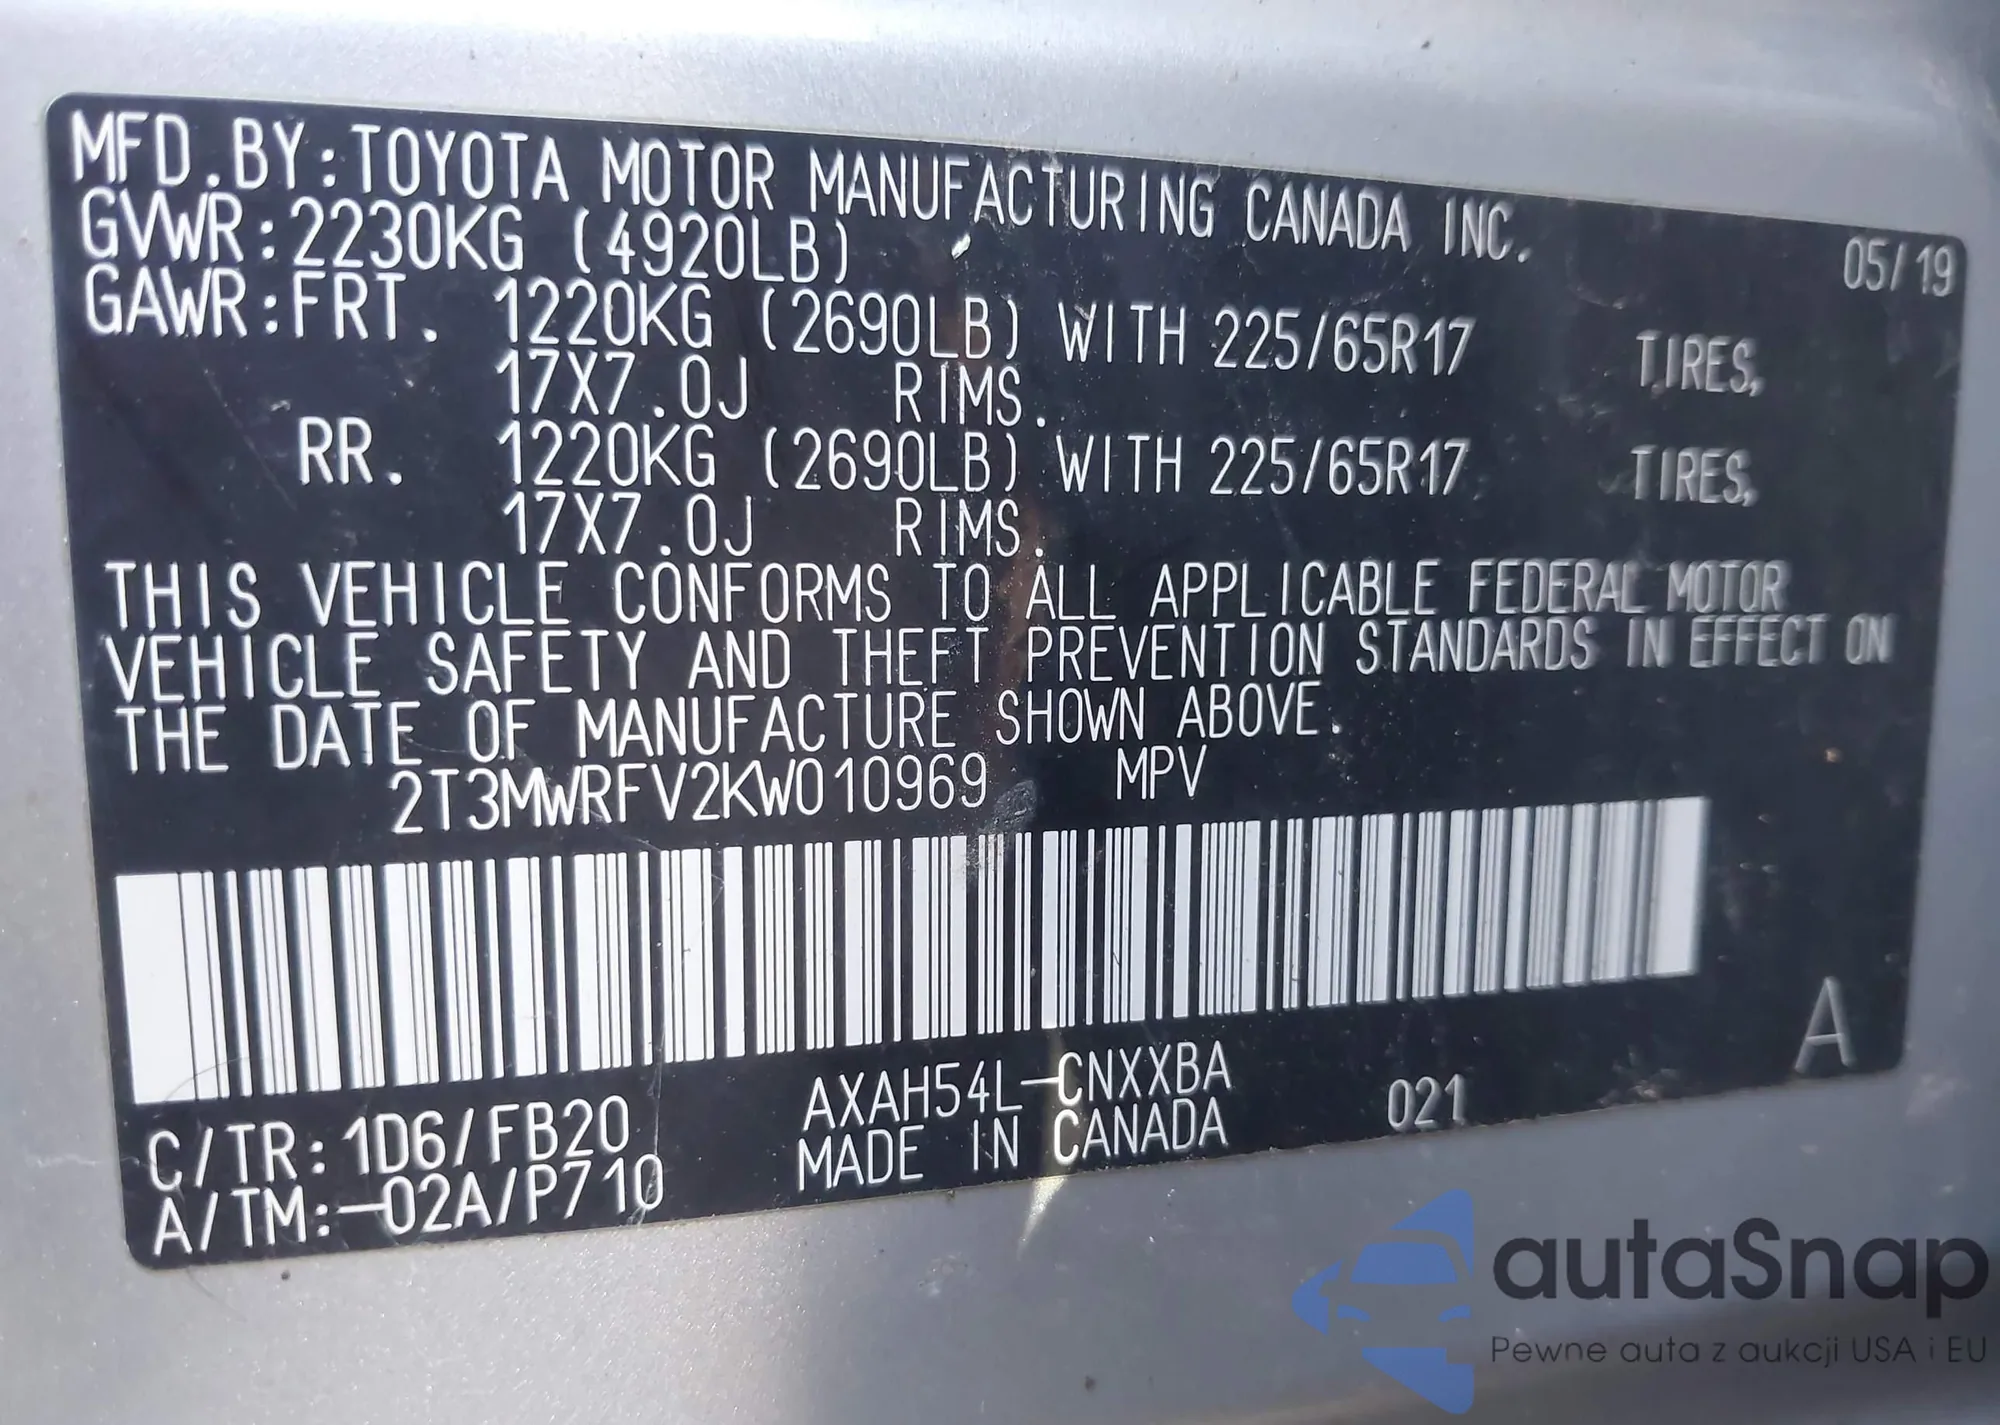 MFD.BY:TOYOTA MOTOR MANUFACTURING CANADA INC.
05/19
GVWR:2230KG (4920LB)
GAWR:FRT. 1220KG (2690LB) WITH 225/65R17 TIRES,
17X7.0J RIMS.
RR. 1220KG (2690LB) WITH 225/65R17 TIRES,
17X7.0J RIMS.
THIS VEHICLE CONFORMS TO ALL APPLICABLE FEDERAL MOTOR
VEHICLE SAFETY AND THEFT PREVENTION STANDARDS IN EFFECT ON
THE DATE OF MANUFACTURE SHOWN ABOVE.
2T3MWRFV2KW010969 MPV
A
C/TR:1D6/FB20 AXAH54L-CNXXBA 021
A/TM:-02A/P710 MADE IN CANADA
autaSnap
Pewne auta z aukcji USA i EU